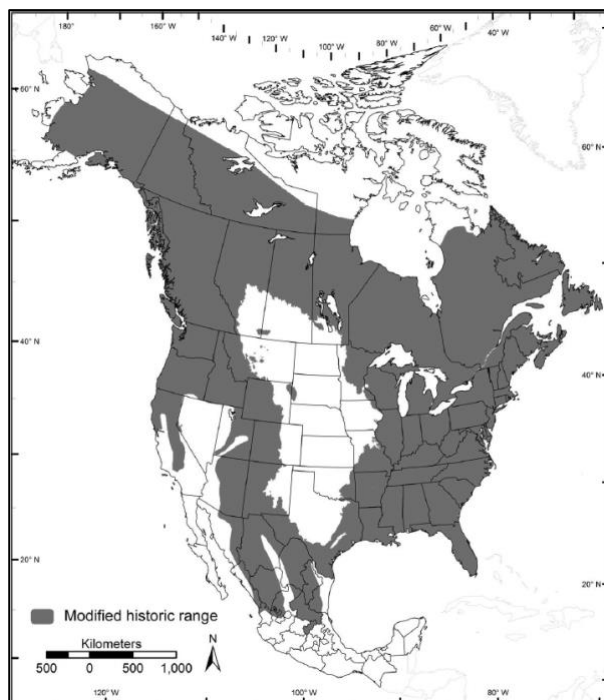 180° 160° W 140° W 120° W 100° W 80° W 60° W 40° W
60° N
60° N
40° N
40° N
20° N
20° N
Modified historic range
Kilometers
N
500 0 500 1,000
120° W 100° W 80° W